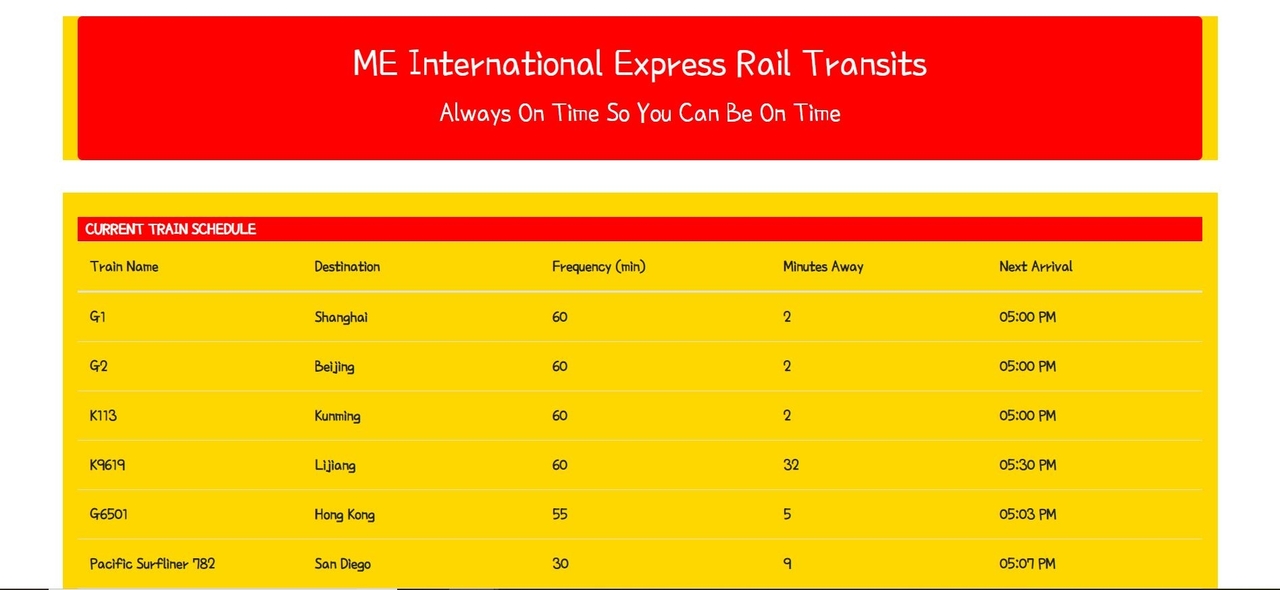 ME International Express Rail Transits
Always On Time So You Can Be On Time
CURRENT TRAIN SCHEDULE
Train Name Destination Frequency (min) Minutes Away Next Arrival
G1 Shanghai 60 2 05:00 PM
G2 Beijing 60 2 05:00 PM
K113 Kunming 60 2 05:00 PM
K9619 Lijiang 60 32 05:30 PM
G6501 Hong Kong 55 5 05:03 PM
Pacific Surfliner 782 San Diego 30 9 05:07 PM